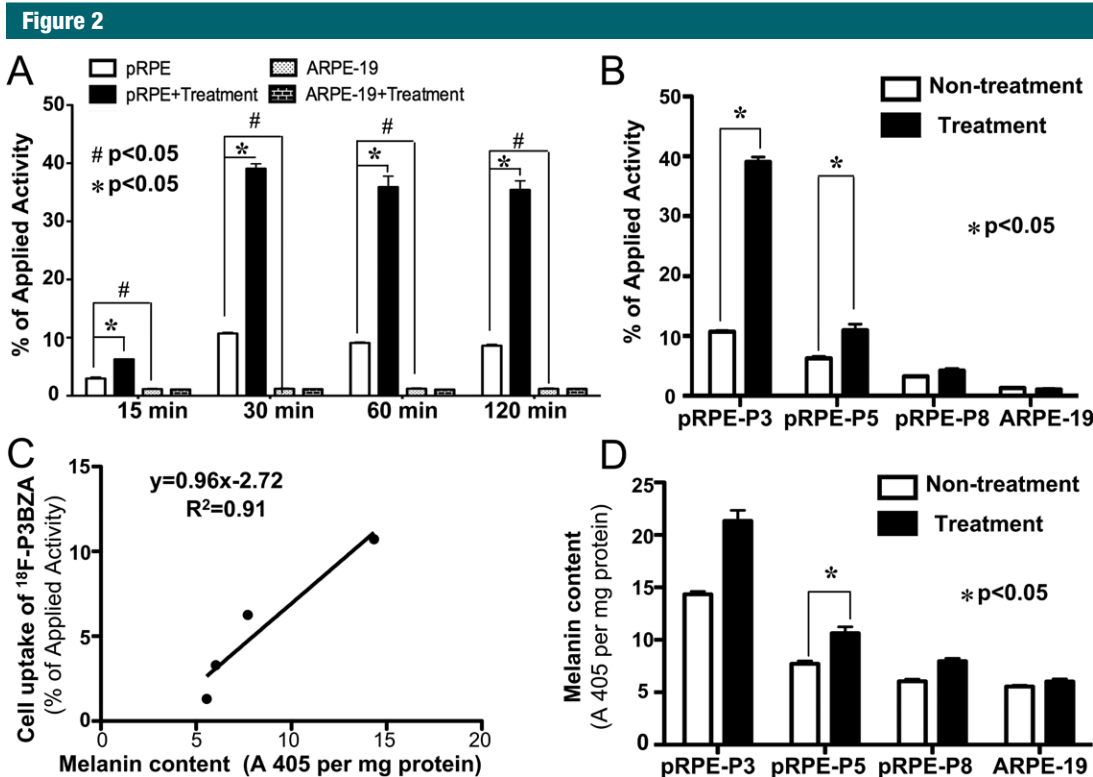 Figure 2
A
pRPE
ARPE-19
pRPE+Treatment
ARPE-19+Treatment
% of Applied Activity
50
40
30
20
10
0
# p<0.05
* p<0.05
#
*
#
*
#
*
#
*
15 min
30 min
60 min
120 min
B
Non-treatment
Treatment
% of Applied Activity
50
40
30
20
10
0
*
*
* p<0.05
pRPE-P3
pRPE-P5
pRPE-P8
ARPE-19
C
y=0.96x-2.72
R²=0.91
Cell uptake of ¹⁸F-P3BZA
(% of Applied Activity)
15
10
5
0
0
5
10
15
20
Melanin content (A 405 per mg protein)
D
Non-treatment
Treatment
Melanin content
(A 405 per mg protein)
25
20
15
10
5
0
*
* p<0.05
pRPE-P3
pRPE-P5
pRPE-P8
ARPE-19